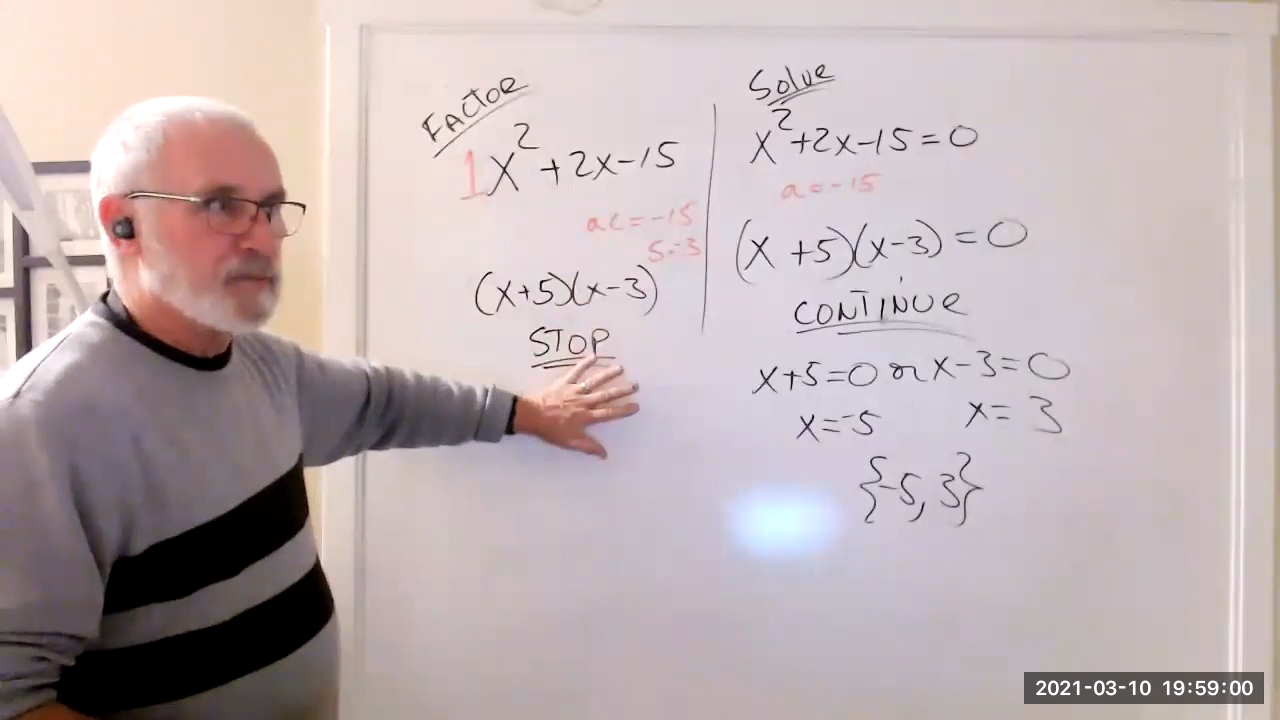 FACTOR
1x²+2x-15
ac=-15
5·-3
(x+5)(x-3)
STOP
Solve
x²+2x-15=0
ac=-15
(x+5)(x-3)=0
CONTINUE
x+5=0 or x-3=0
x=-5 x=3
{-5, 3}
2021-03-10 19:59:00